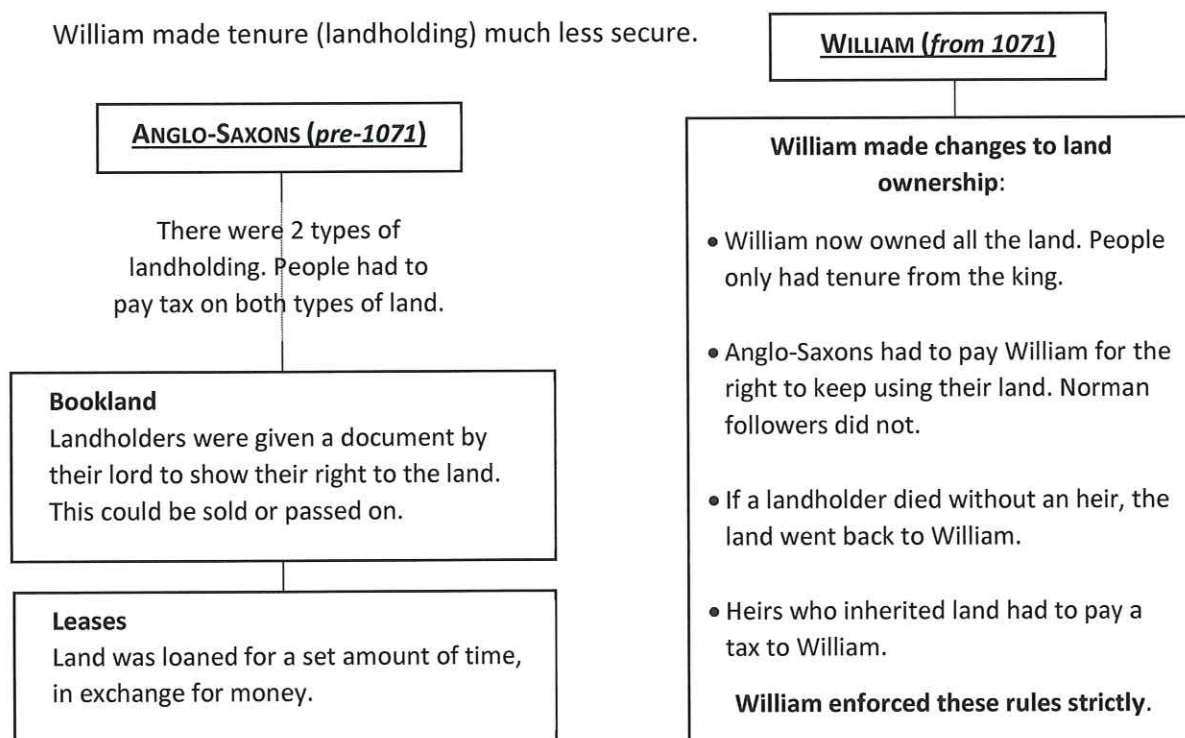 William made tenure (landholding) much less secure.
ANGLO-SAXONS (pre-1071)
There were 2 types of
landholding. People had to
pay tax on both types of land.
Bookland
Landholders were given a document by
their lord to show their right to the land.
This could be sold or passed on.
Leases
Land was loaned for a set amount of time,
in exchange for money.
WILLIAM (from 1071)
William made changes to land
ownership:
• William now owned all the land. People
only had tenure from the king.
• Anglo-Saxons had to pay William for the
right to keep using their land. Norman
followers did not.
• If a landholder died without an heir, the
land went back to William.
• Heirs who inherited land had to pay a
tax to William.
William enforced these rules strictly.